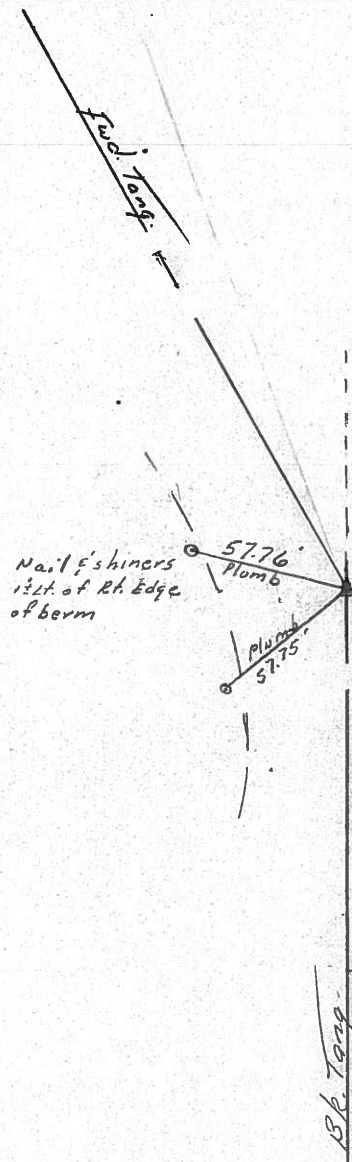 Fwd. Tang.
57.76'
Plumb
Nail & shiners
1'± Lt. of Rt. Edge
of berm
Plumb
57.75'
Bk. Tang.